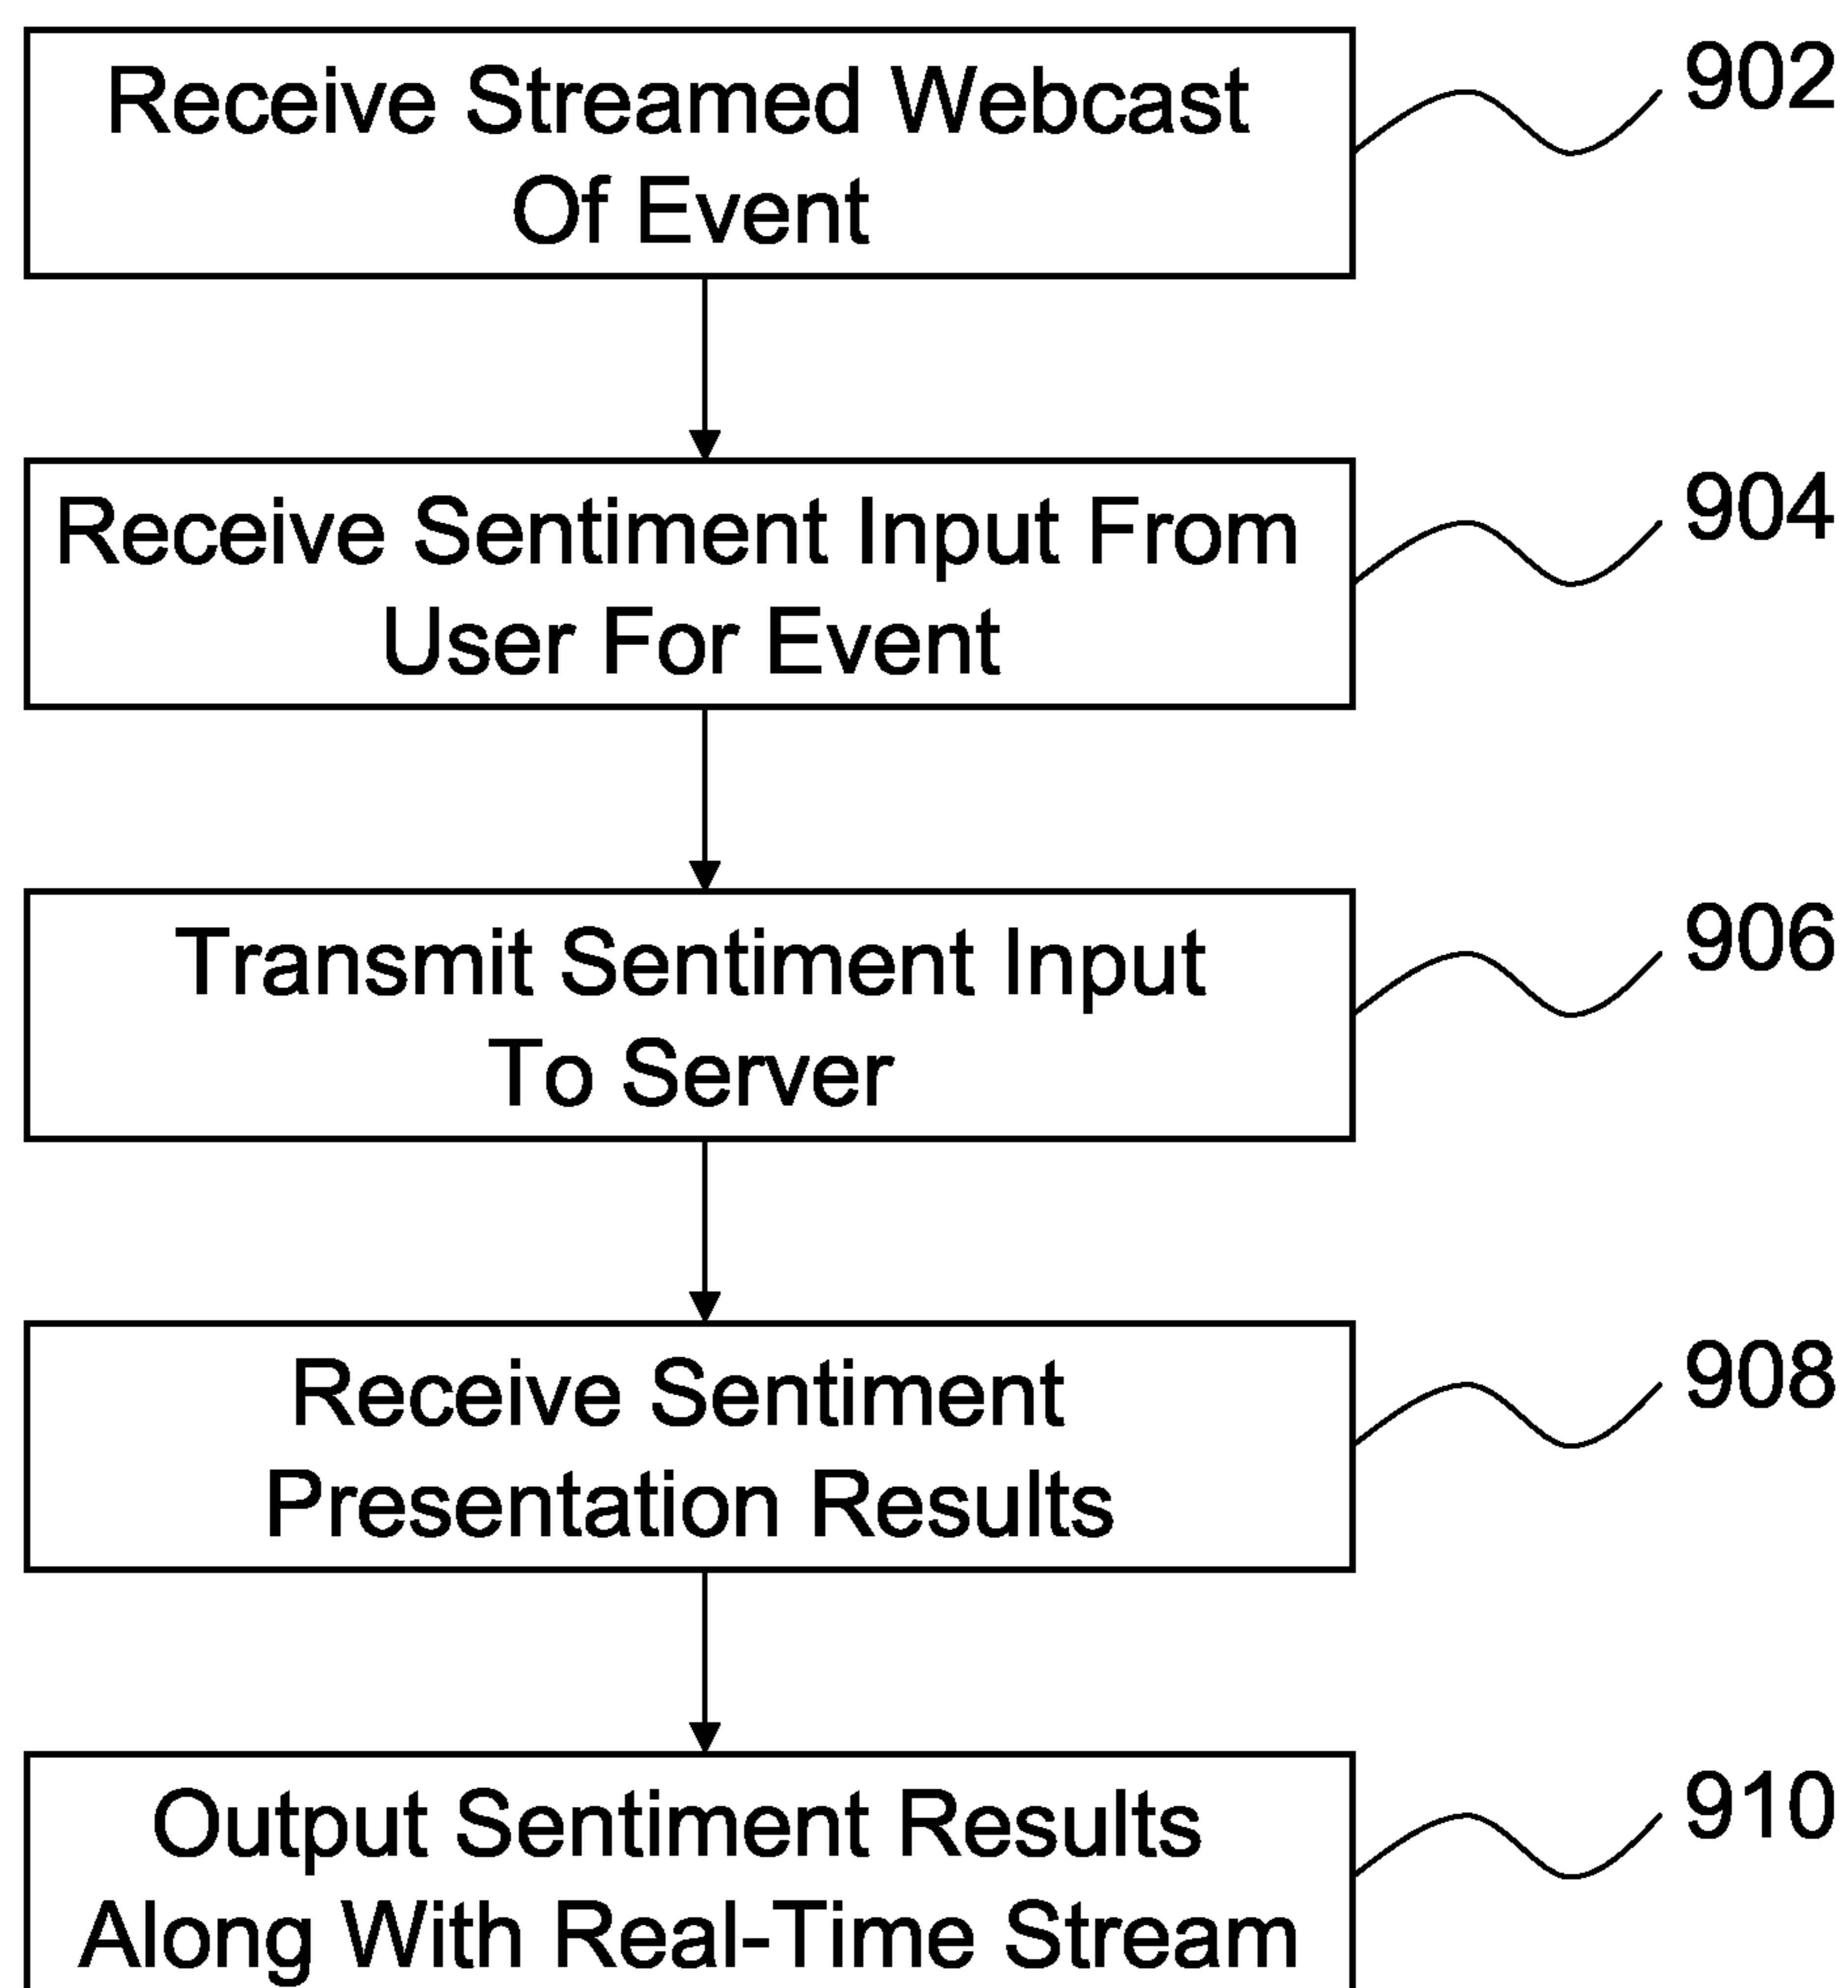 Receive Streamed Webcast
Of Event
902
Receive Sentiment Input From
User For Event
904
Transmit Sentiment Input
To Server
906
Receive Sentiment
Presentation Results
908
Output Sentiment Results
Along With Real-Time Stream
910